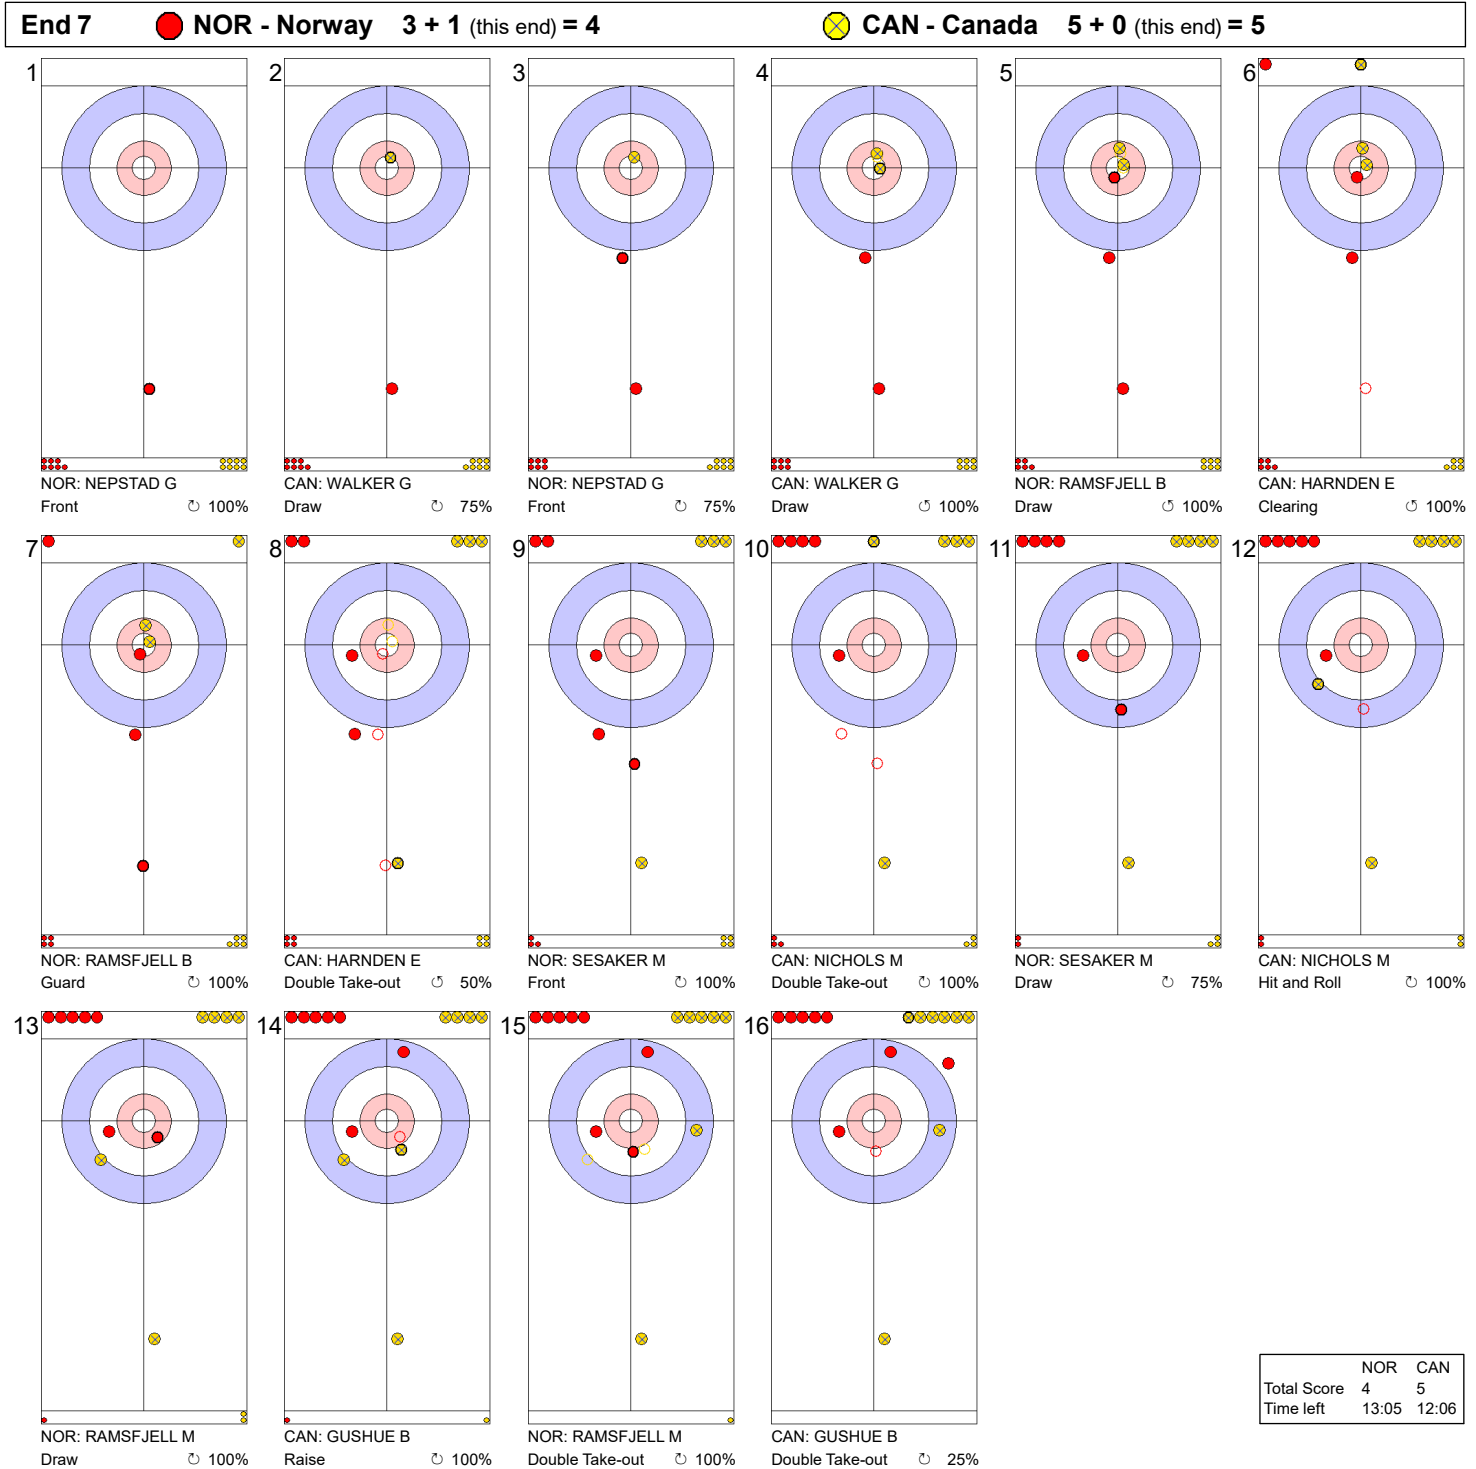 End 7 NOR - Norway 3 + 1 (this end) = 4 CAN - Canada 5 + 0 (this end) = 5
1 2 3 4 5 6
NOR: NEPSTAD G CAN: WALKER G NOR: NEPSTAD G CAN: WALKER G NOR: RAMSFJELL B CAN: HARNDEN E
Front ↻ 100% Draw ↻ 75% Front ↻ 75% Draw ↻ 100% Draw ↻ 100% Clearing ↻ 100%
7 8 9 10 11 12
NOR: RAMSFJELL B CAN: HARNDEN E NOR: SESAKER M CAN: NICHOLS M NOR: SESAKER M CAN: NICHOLS M
Guard ↻ 100% Double Take-out ↺ 50% Front ↻ 100% Double Take-out ↻ 100% Draw ↻ 75% Hit and Roll ↻ 100%
13 14 15 16
NOR CAN
Total Score 4 5
Time left 13:05 12:06
NOR: RAMSFJELL M CAN: GUSHUE B NOR: RAMSFJELL M CAN: GUSHUE B
Draw ↻ 100% Raise ↻ 100% Double Take-out ↻ 100% Double Take-out ↻ 25%